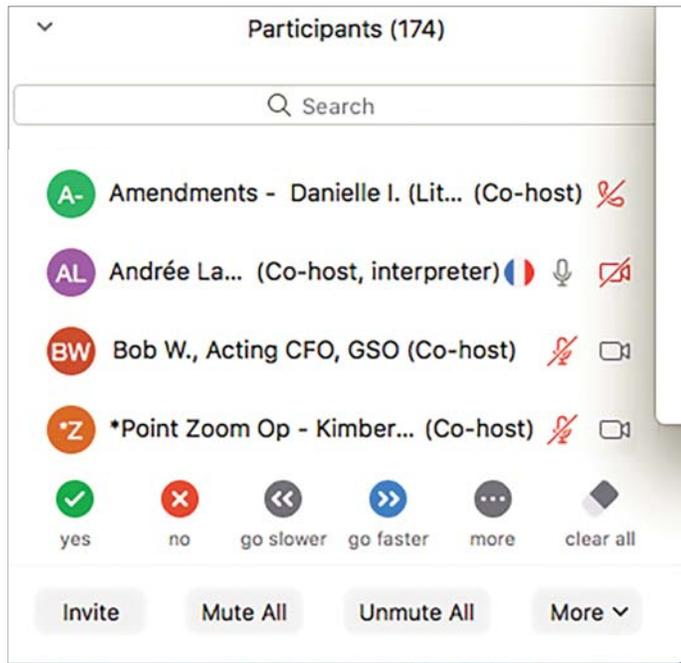 Participants (174)
Search
A- Amendments - Danielle I. (Lit... (Co-host)
AL Andrée La... (Co-host, interpreter)
BW Bob W., Acting CFO, GSO (Co-host)
*Z *Point Zoom Op - Kimber... (Co-host)
yes no go slower go faster more clear all
Invite Mute All Unmute All More